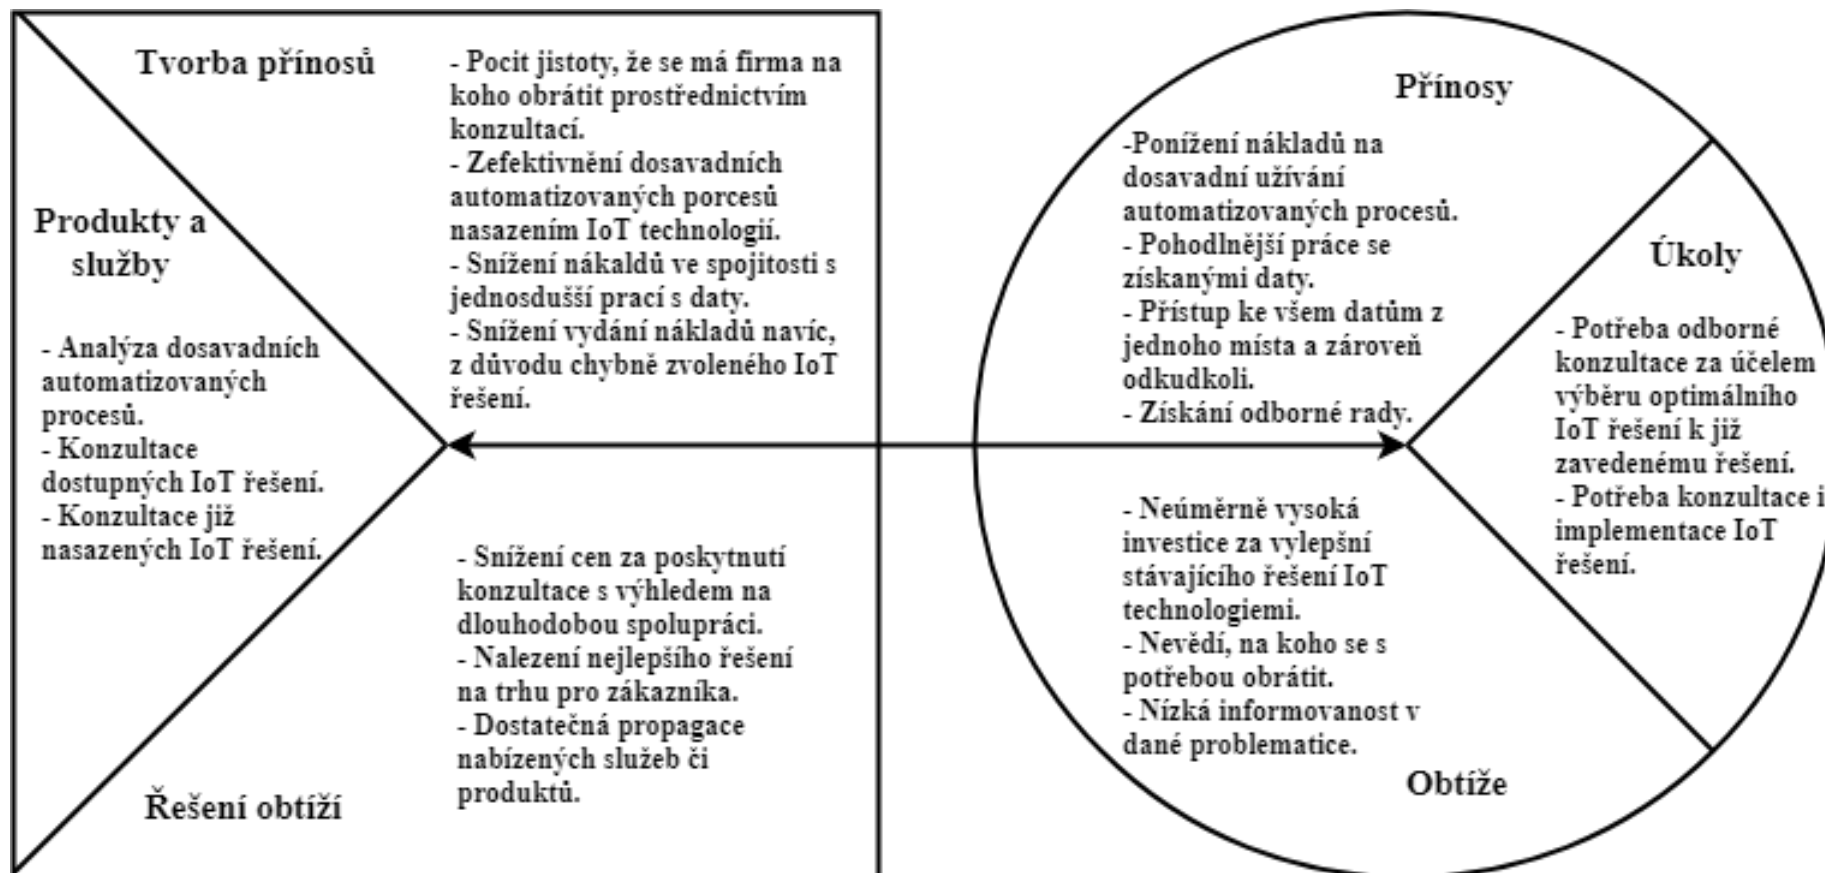 Tvorba přínosů
- Pocit jistoty, že se má firma na
koho obrátit prostřednictvím
konzultací.
- Zefektivnění dosavadních
automatizovaných porcesů
nasazením IoT technologií.
- Snížení nákaldů ve spojitosti s
jednosdušší prací s daty.
- Snížení vydání nákladů navíc,
z důvodu chybně zvoleného IoT
řešení.
Produkty a
služby
- Analýza dosavadních
automatizovaných
procesů.
- Konzultace
dostupných IoT řešení.
- Konzultace již
nasazených IoT řešení.
- Snížení cen za poskytnutí
konzultace s výhledem na
dlouhodobou spolupráci.
- Nalezení nejlepšího řešení
na trhu pro zákazníka.
- Dostatečná propagace
nabízených služeb či
produktů.
Řešení obtíží
Přínosy
-Ponížení nákladů na
dosavadní užívání
automatizovaných procesů.
- Pohodlnější práce se
získanými daty.
- Přístup ke všem datům z
jednoho místa a zároveň
odkudkoli.
- Získání odborné rady.
Úkoly
- Potřeba odborné
konzultace za účelem
výběru optimálního
IoT řešení k již
zavedenému řešení.
- Potřeba konzultace i
implementace IoT
řešení.
- Neúměrně vysoká
investice za vylepšní
stávajícího řešení IoT
technologiemi.
- Nevědí, na koho se s
potřebou obrátit.
- Nízká informovanost v
dané problematice.
Obtíže